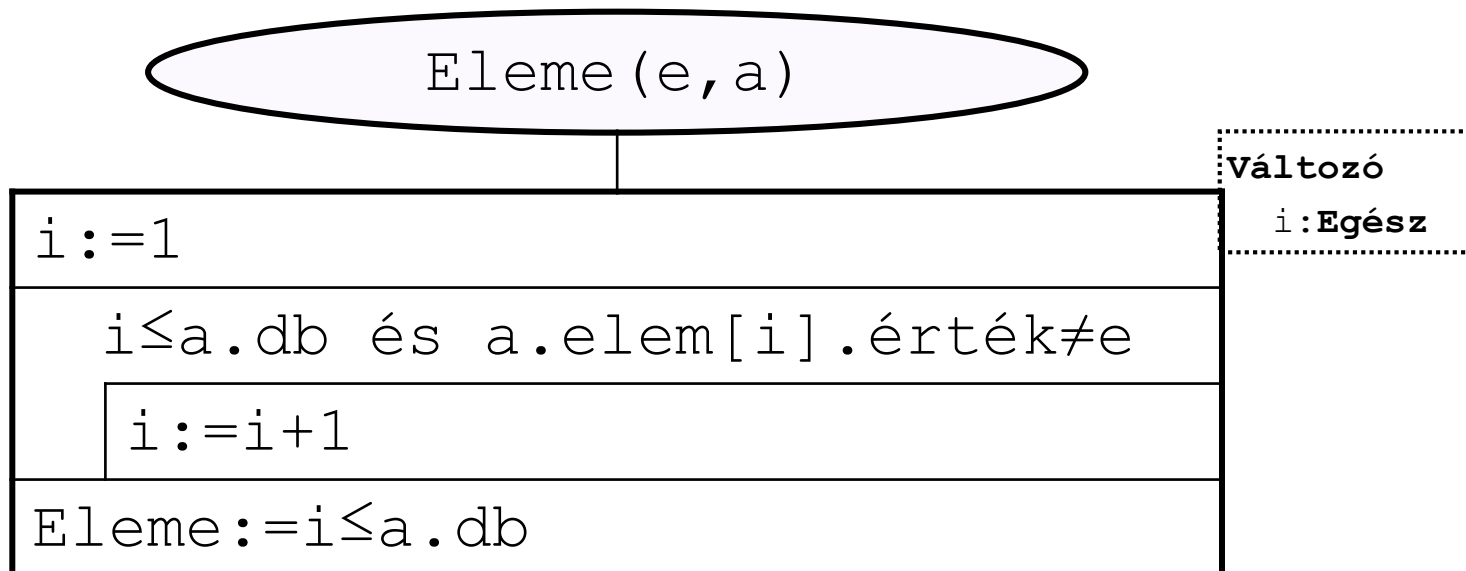 Eleme(e,a)
Változó
i:Egész
i:=1
i≤a.db és a.elem[i].érték≠e
i:=i+1
Eleme:=i≤a.db